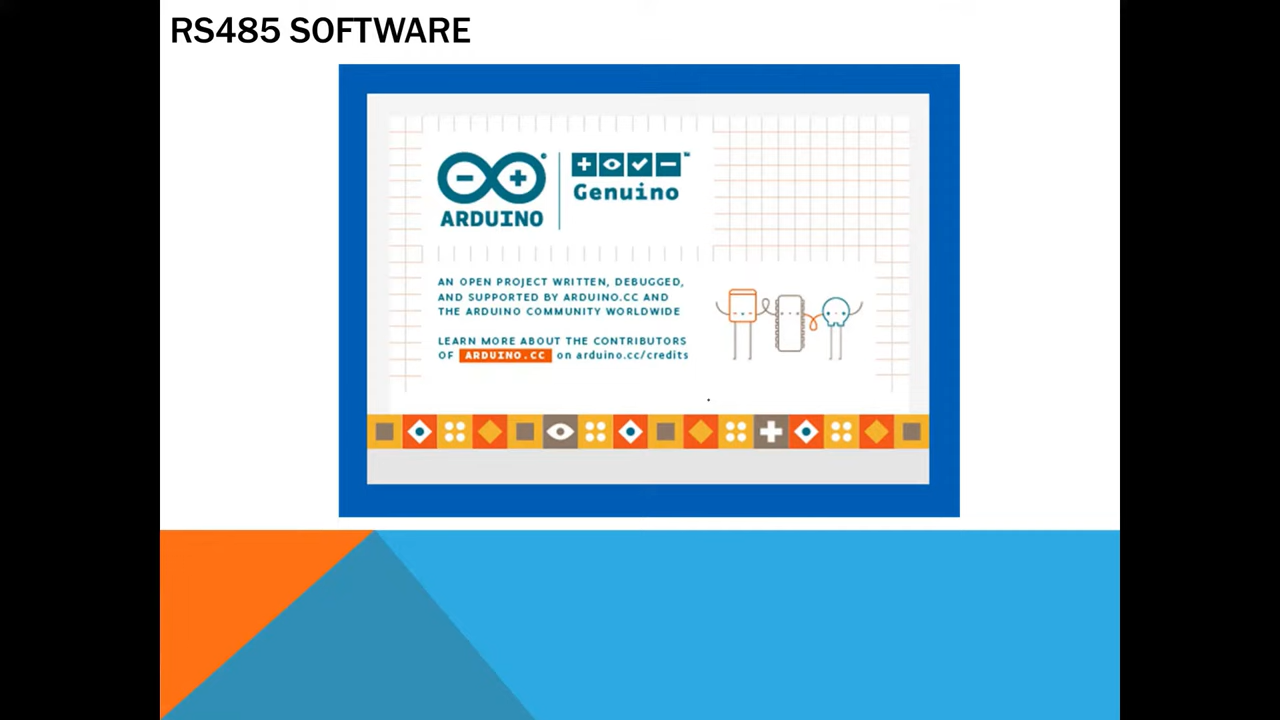 RS485 SOFTWARE
ARDUINO
Genuino
AN OPEN PROJECT WRITTEN, DEBUGGED,
AND SUPPORTED BY ARDUINO.CC AND
THE ARDUINO COMMUNITY WORLDWIDE
LEARN MORE ABOUT THE CONTRIBUTORS
OF ARDUINO.CC on arduino.cc/credits